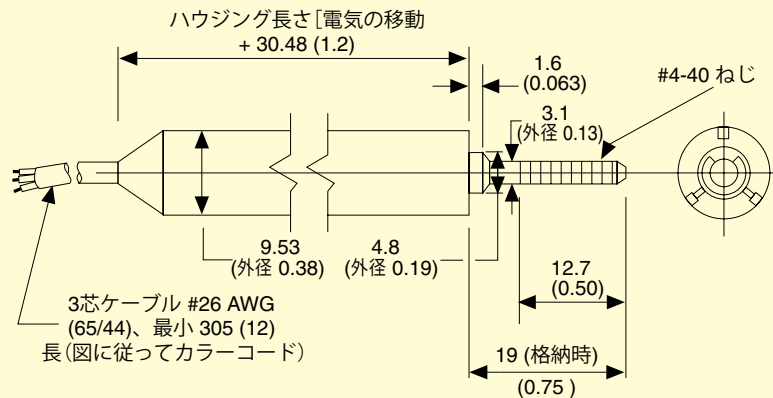 ハウジング長さ［電気の移動
+ 30.48 (1.2)
1.6
(0.063)
#4-40 ねじ
3.1
(外径 0.13)
9.53
(外径 0.38)
4.8
(外径 0.19)
12.7
(0.50)
3芯ケーブル #26 AWG
(65/44)、最小 305 (12)
長（図に従ってカラーコード）
19 (格納時)
(0.75 )